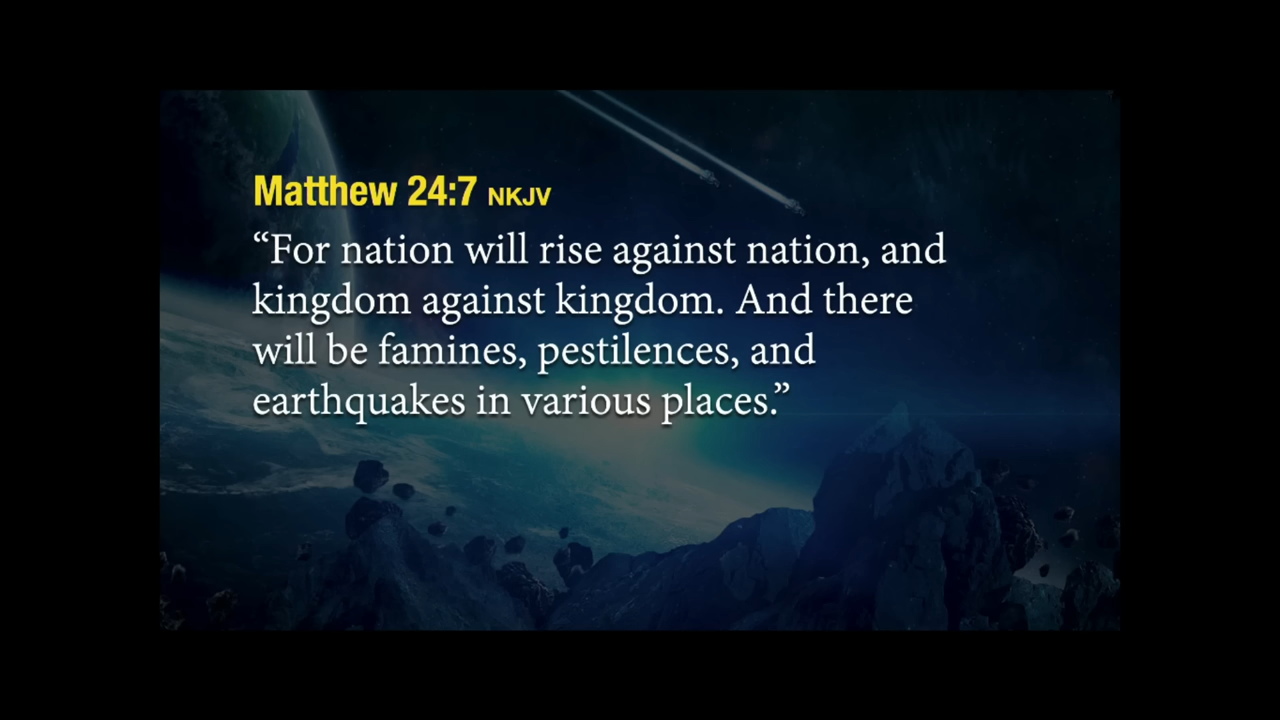 Matthew 24:7 NKJV
“For nation will rise against nation, and
kingdom against kingdom. And there
will be famines, pestilences, and
earthquakes in various places.”